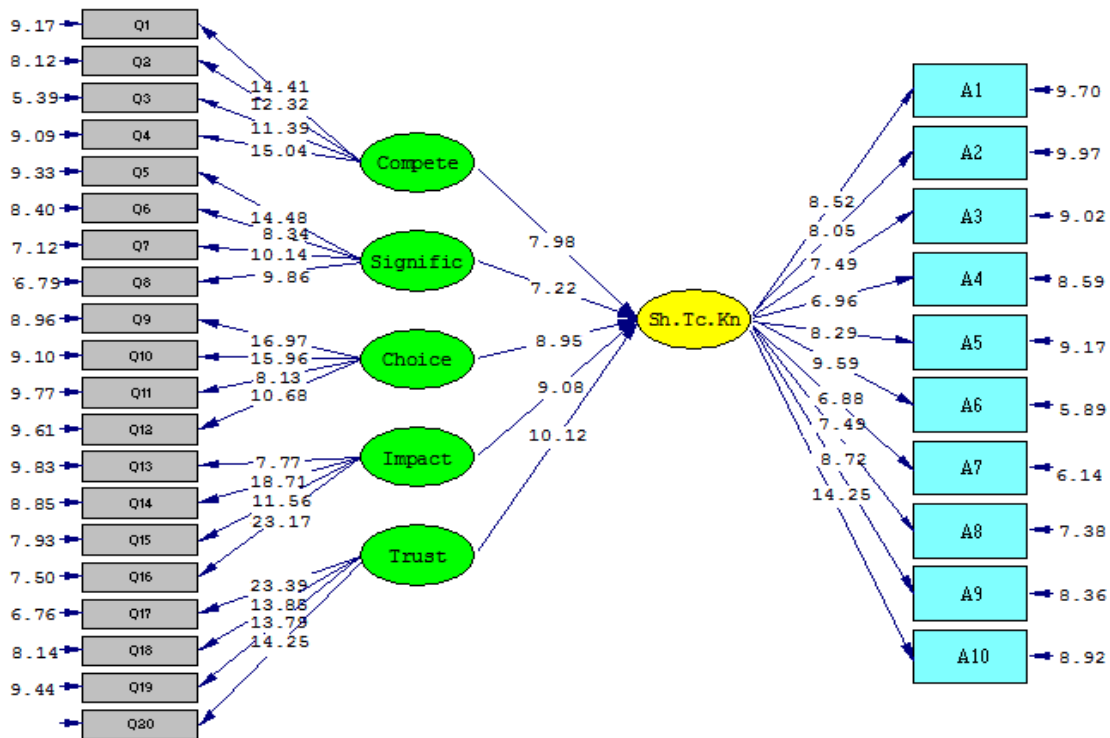 9.17 Q1
8.12 Q2
5.39 Q3
9.09 Q4
9.33 Q5
8.40 Q6
7.12 Q7
6.79 Q8
8.96 Q9
9.10 Q10
9.77 Q11
9.61 Q12
9.83 Q13
8.85 Q14
7.93 Q15
7.50 Q16
6.76 Q17
8.14 Q18
9.44 Q19
Q20
14.41
12.32
11.39
15.04
14.48
8.34
10.14
9.86
16.97
15.96
8.13
10.68
7.77
18.71
11.56
23.17
23.39
13.88
13.79
14.25
Compete
Signific
Choice
Impact
Trust
7.98
7.22
8.95
9.08
10.12
Sh.Tc.Kn
8.52
8.05
7.49
6.96
8.29
9.59
6.88
7.49
8.72
14.25
A1 9.70
A2 9.97
A3 9.02
A4 8.59
A5 9.17
A6 5.89
A7 6.14
A8 7.38
A9 8.36
A10 8.92